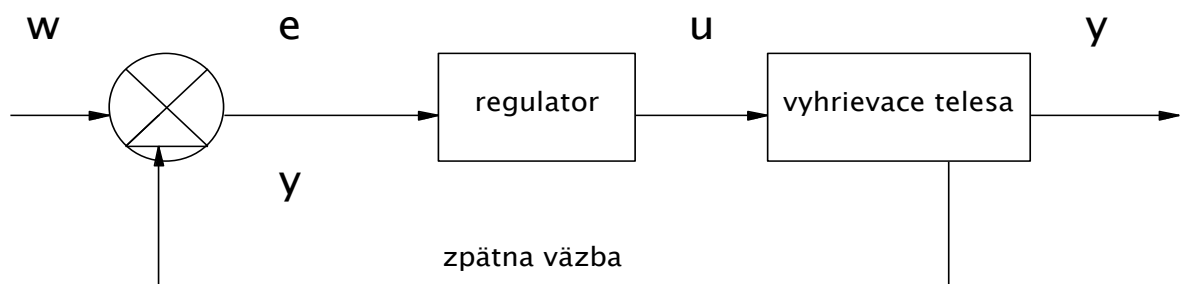 w
e
u
y
regulator
vyhrievace telesa
y
zpätna väzba